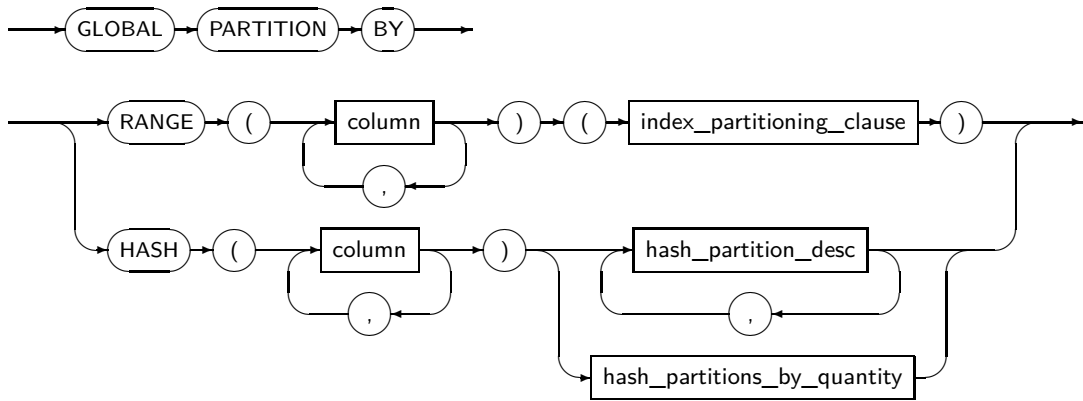 GLOBAL PARTITION BY
RANGE ( column ) ( index_partitioning_clause )
,
HASH ( column ) hash_partition_desc
, ,
hash_partitions_by_quantity